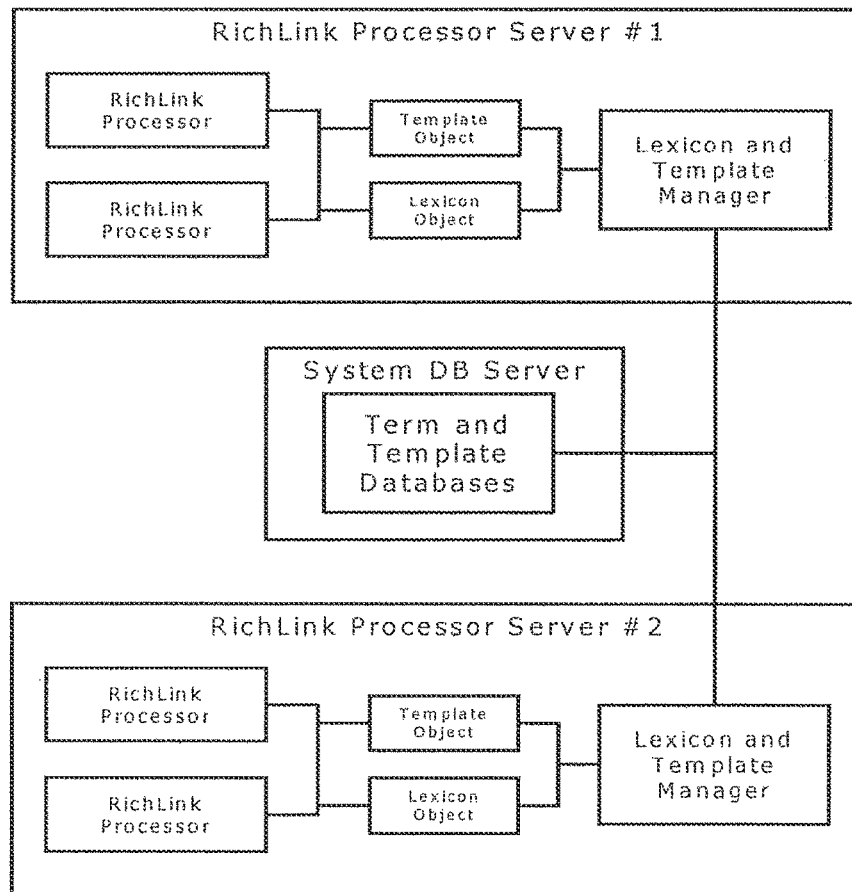 RichLink Processor Server #1
RichLink
Processor
Template
Object
Lexicon and
Template
Manager
RichLink
Processor
Lexicon
Object
System DB Server
Term and
Template
Databases
RichLink Processor Server #2
RichLink
Processor
Template
Object
Lexicon and
Template
Manager
RichLink
Processor
Lexicon
Object